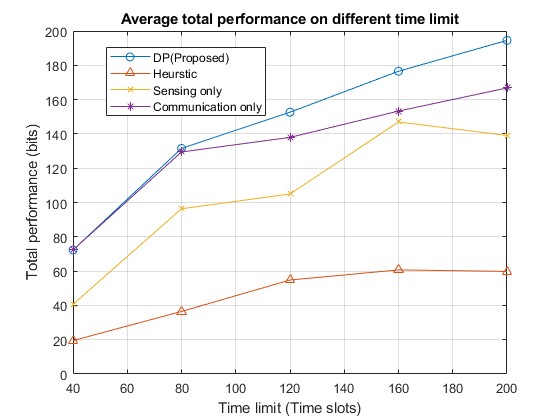 Average total performance on different time limit
200
180
160
140
120
100
80
60
40
20
0
Total performance (bits)
DP(Proposed)
Heurstic
Sensing only
Communication only
40 60 80 100 120 140 160 180 200
Time limit (Time slots)